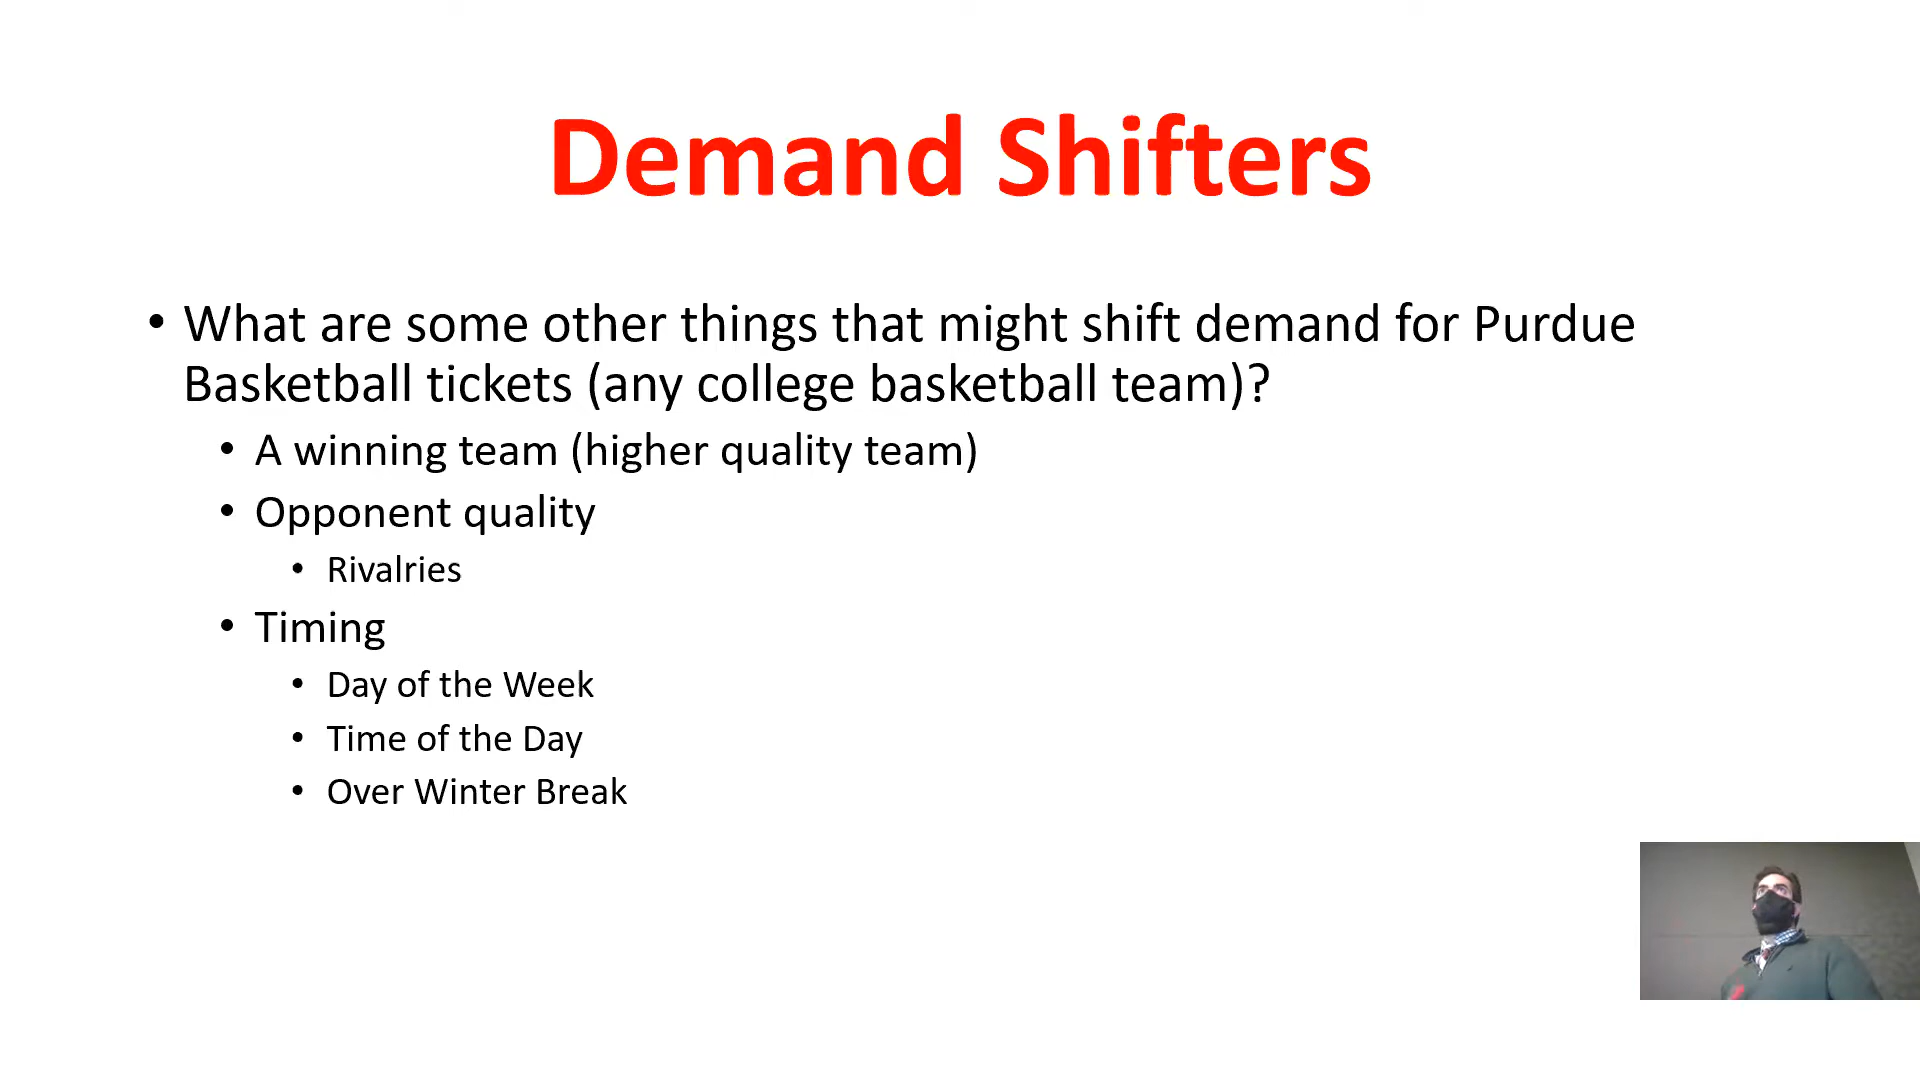 Demand Shifters
• What are some other things that might shift demand for Purdue
Basketball tickets (any college basketball team)?
• A winning team (higher quality team)
• Opponent quality
• Rivalries
• Timing
• Day of the Week
• Time of the Day
• Over Winter Break